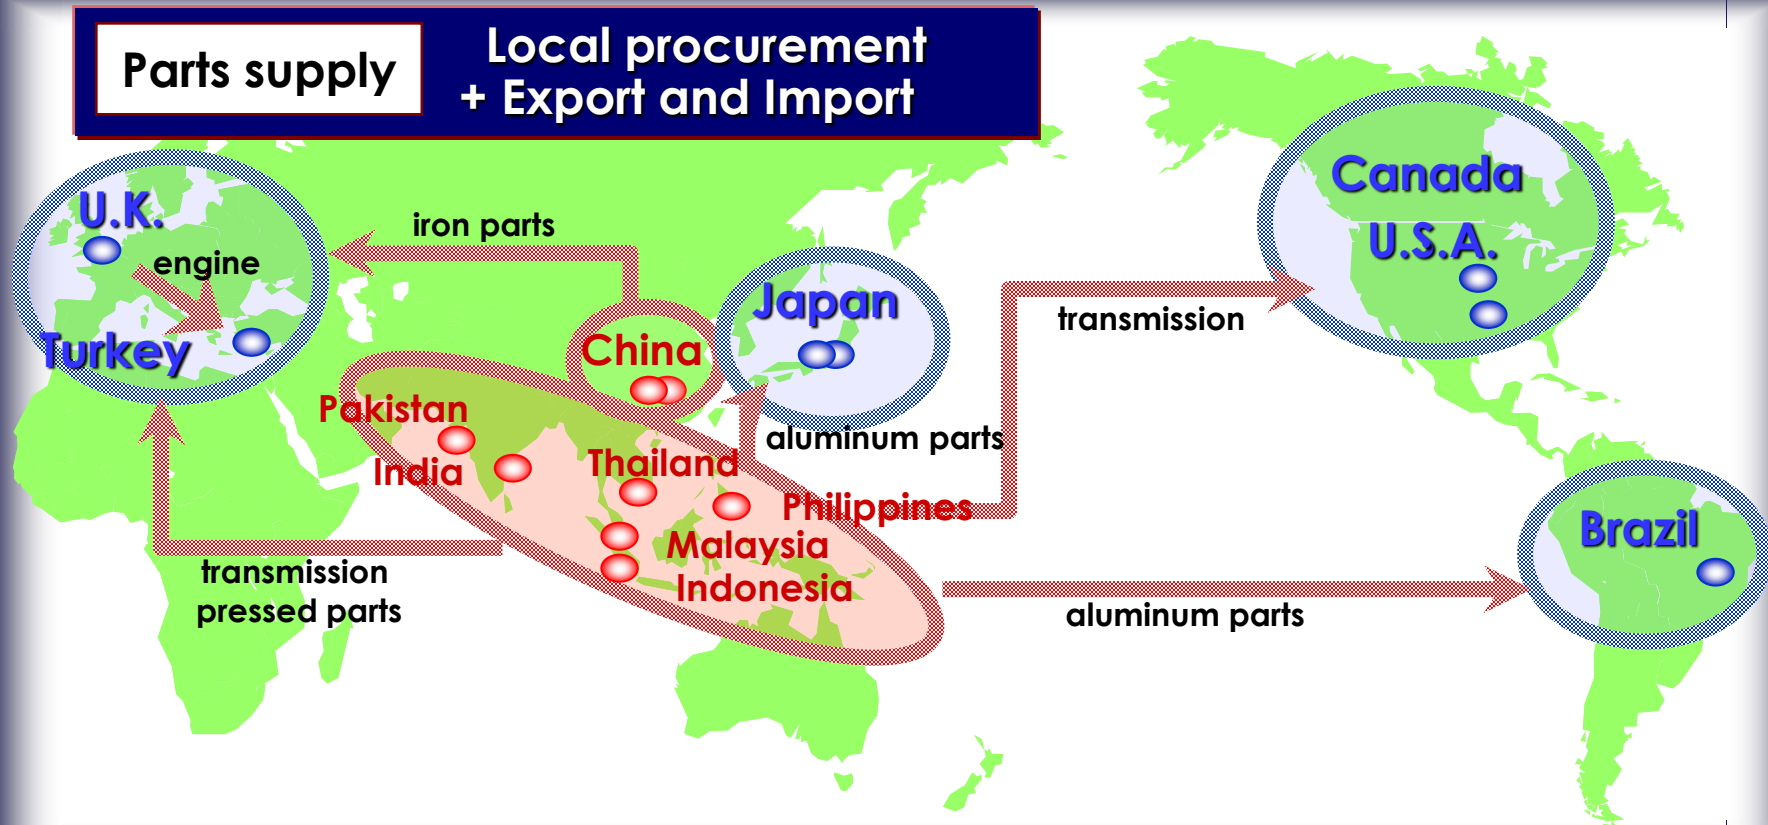 Parts supply
Local procurement
+ Export and Import
U.K.
engine
Turkey
iron parts
China
Japan
Canada
U.S.A.
transmission
Pakistan
India
Thailand
aluminum parts
Philippines
Malaysia
Indonesia
Brazil
transmission
pressed parts
aluminum parts